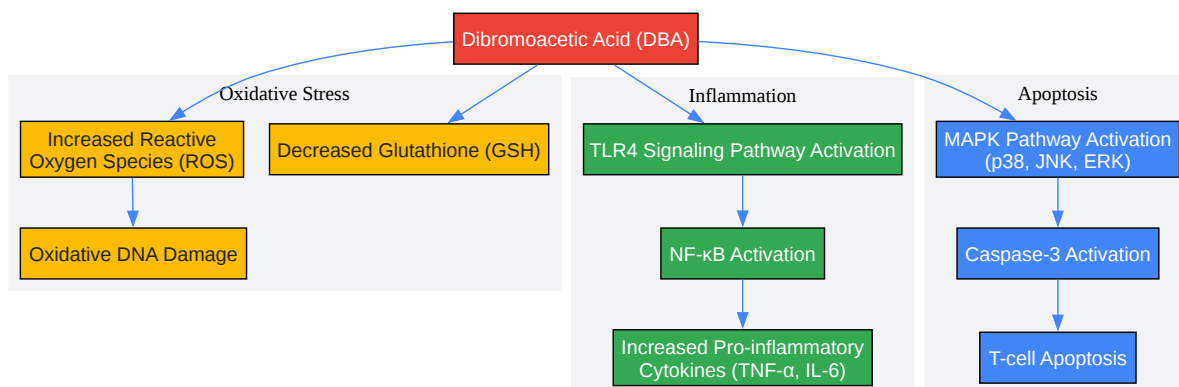 Dibromoacetic Acid (DBA)
Oxidative Stress
Inflammation
Apoptosis
Increased Reactive
Oxygen Species (ROS)
Decreased Glutathione (GSH)
TLR4 Signaling Pathway Activation
MAPK Pathway Activation
(p38, JNK, ERK)
Oxidative DNA Damage
NF-κB Activation
Caspase-3 Activation
Increased Pro-inflammatory
Cytokines (TNF-α, IL-6)
T-cell Apoptosis